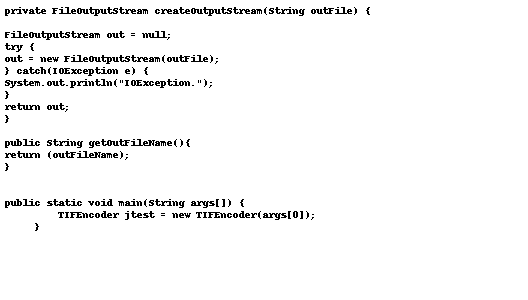 private FileOutputStream createOutputStream(String outFile) {
FileOutputStream out = null;
try {
out = new FileOutputStream(outFile);
} catch(IOException e) {
System.out.println("IOException.");
}
return out;
}
public String getOutFileName(){
return (outFileName);
}
public static void main(String args[]) {
TIFEncoder jtest = new TIFEncoder(args[0]);
}